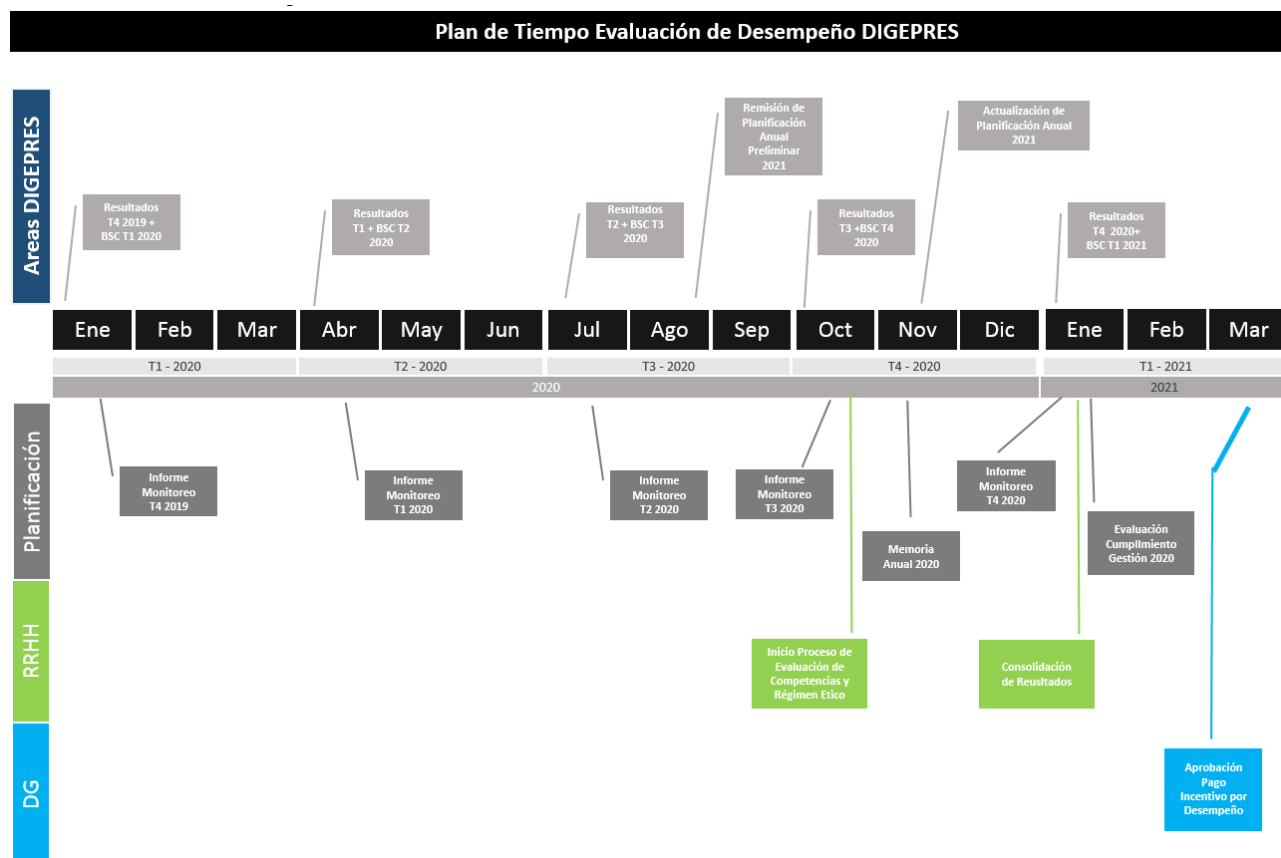 Plan de Tiempo Evaluación de Desempeño DIGEPRES
Areas DIGEPRES
Resultados
T4 2019 +
BSC T1 2020
Resultados
T1 + BSC T2
2020
Resultados
T2 + BSC T3
2020
Remisión de
Planificación
Anual
Preliminar
2021
Resultados
T3 +BSC T4
2020
Actualización de
Planificación Anual
2021
Resultados
T4 2020+
BSC T1 2021
Ene Feb Mar Abr May Jun Jul Ago Sep Oct Nov Dic Ene Feb Mar
T1 - 2020 T2 - 2020 T3 - 2020 T4 - 2020 T1 - 2021
2020 2021
Planificación
Informe
Monitoreo
T4 2019
Informe
Monitoreo
T1 2020
Informe
Monitoreo
T2 2020
Informe
Monitoreo
T3 2020
Memoria
Anual 2020
Informe
Monitoreo
T4 2020
Evaluación
Cumplimiento
Gestión 2020
RRHH
Inicio Proceso de
Evaluación de
Competencias y
Régimen Etico
Consolidación
de Reusltados
DG
Aprobación
Pago
Incentivo por
Desempeño